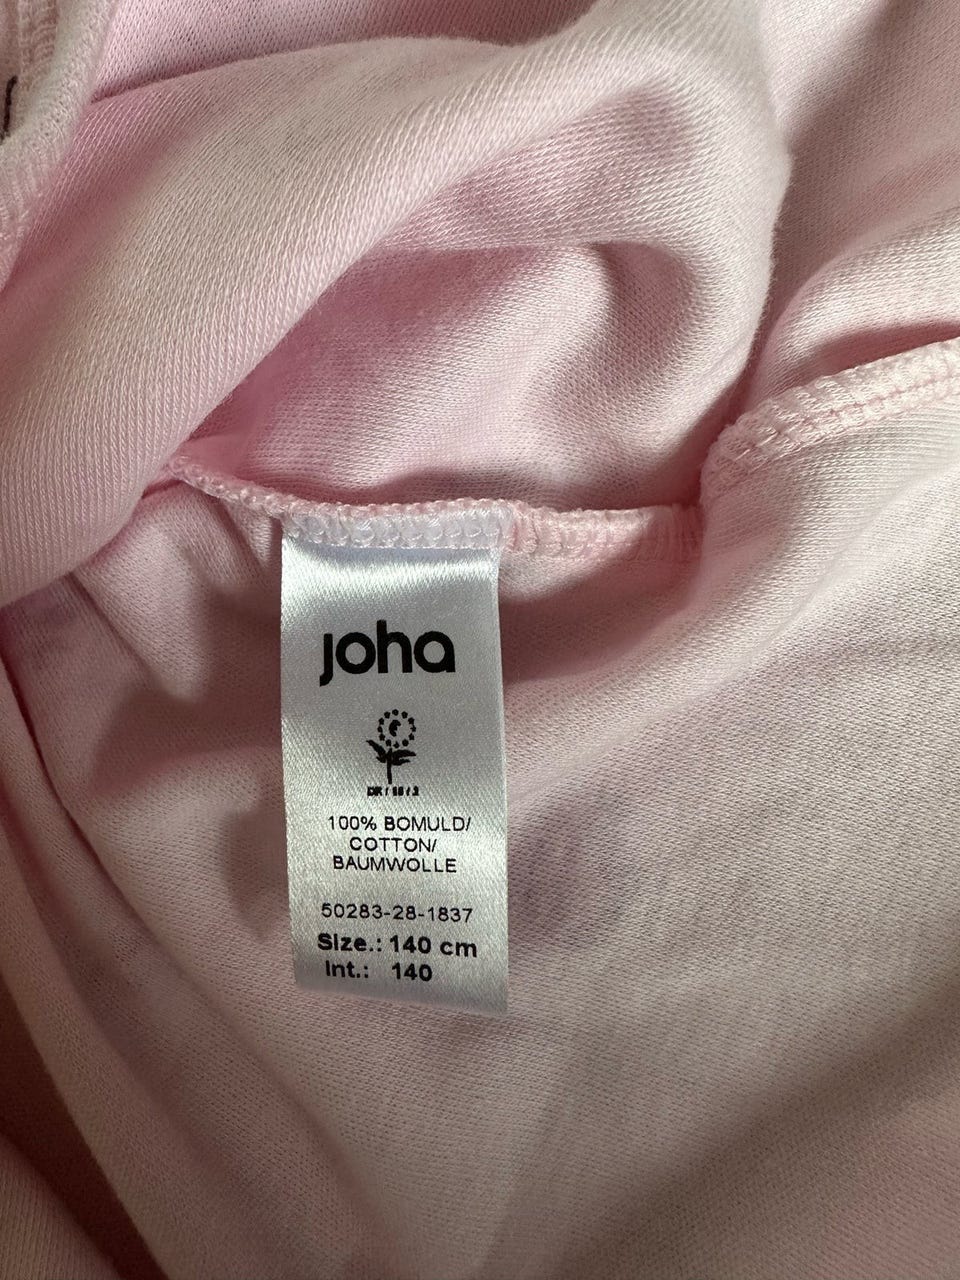 joha
100% BOMULD/
COTTON/
BAUMWOLLE
50283-28-1837
Size.: 140 cm
Int.: 140